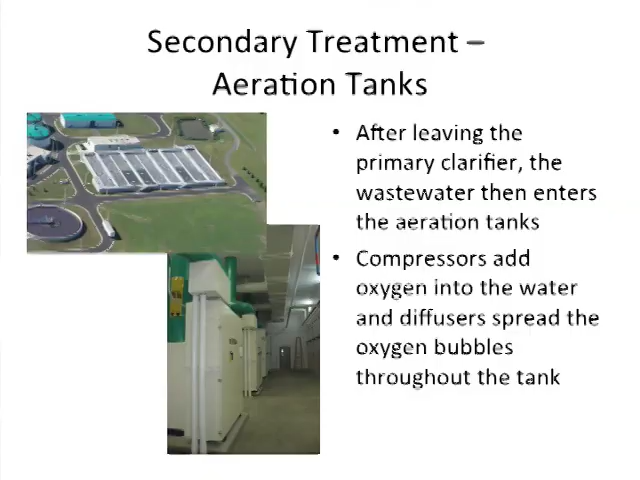 Secondary Treatment –
Aeration Tanks
• After leaving the
primary clarifier, the
wastewater then enters
the aeration tanks
• Compressors add
oxygen into the water
and diffusers spread the
oxygen bubbles
throughout the tank